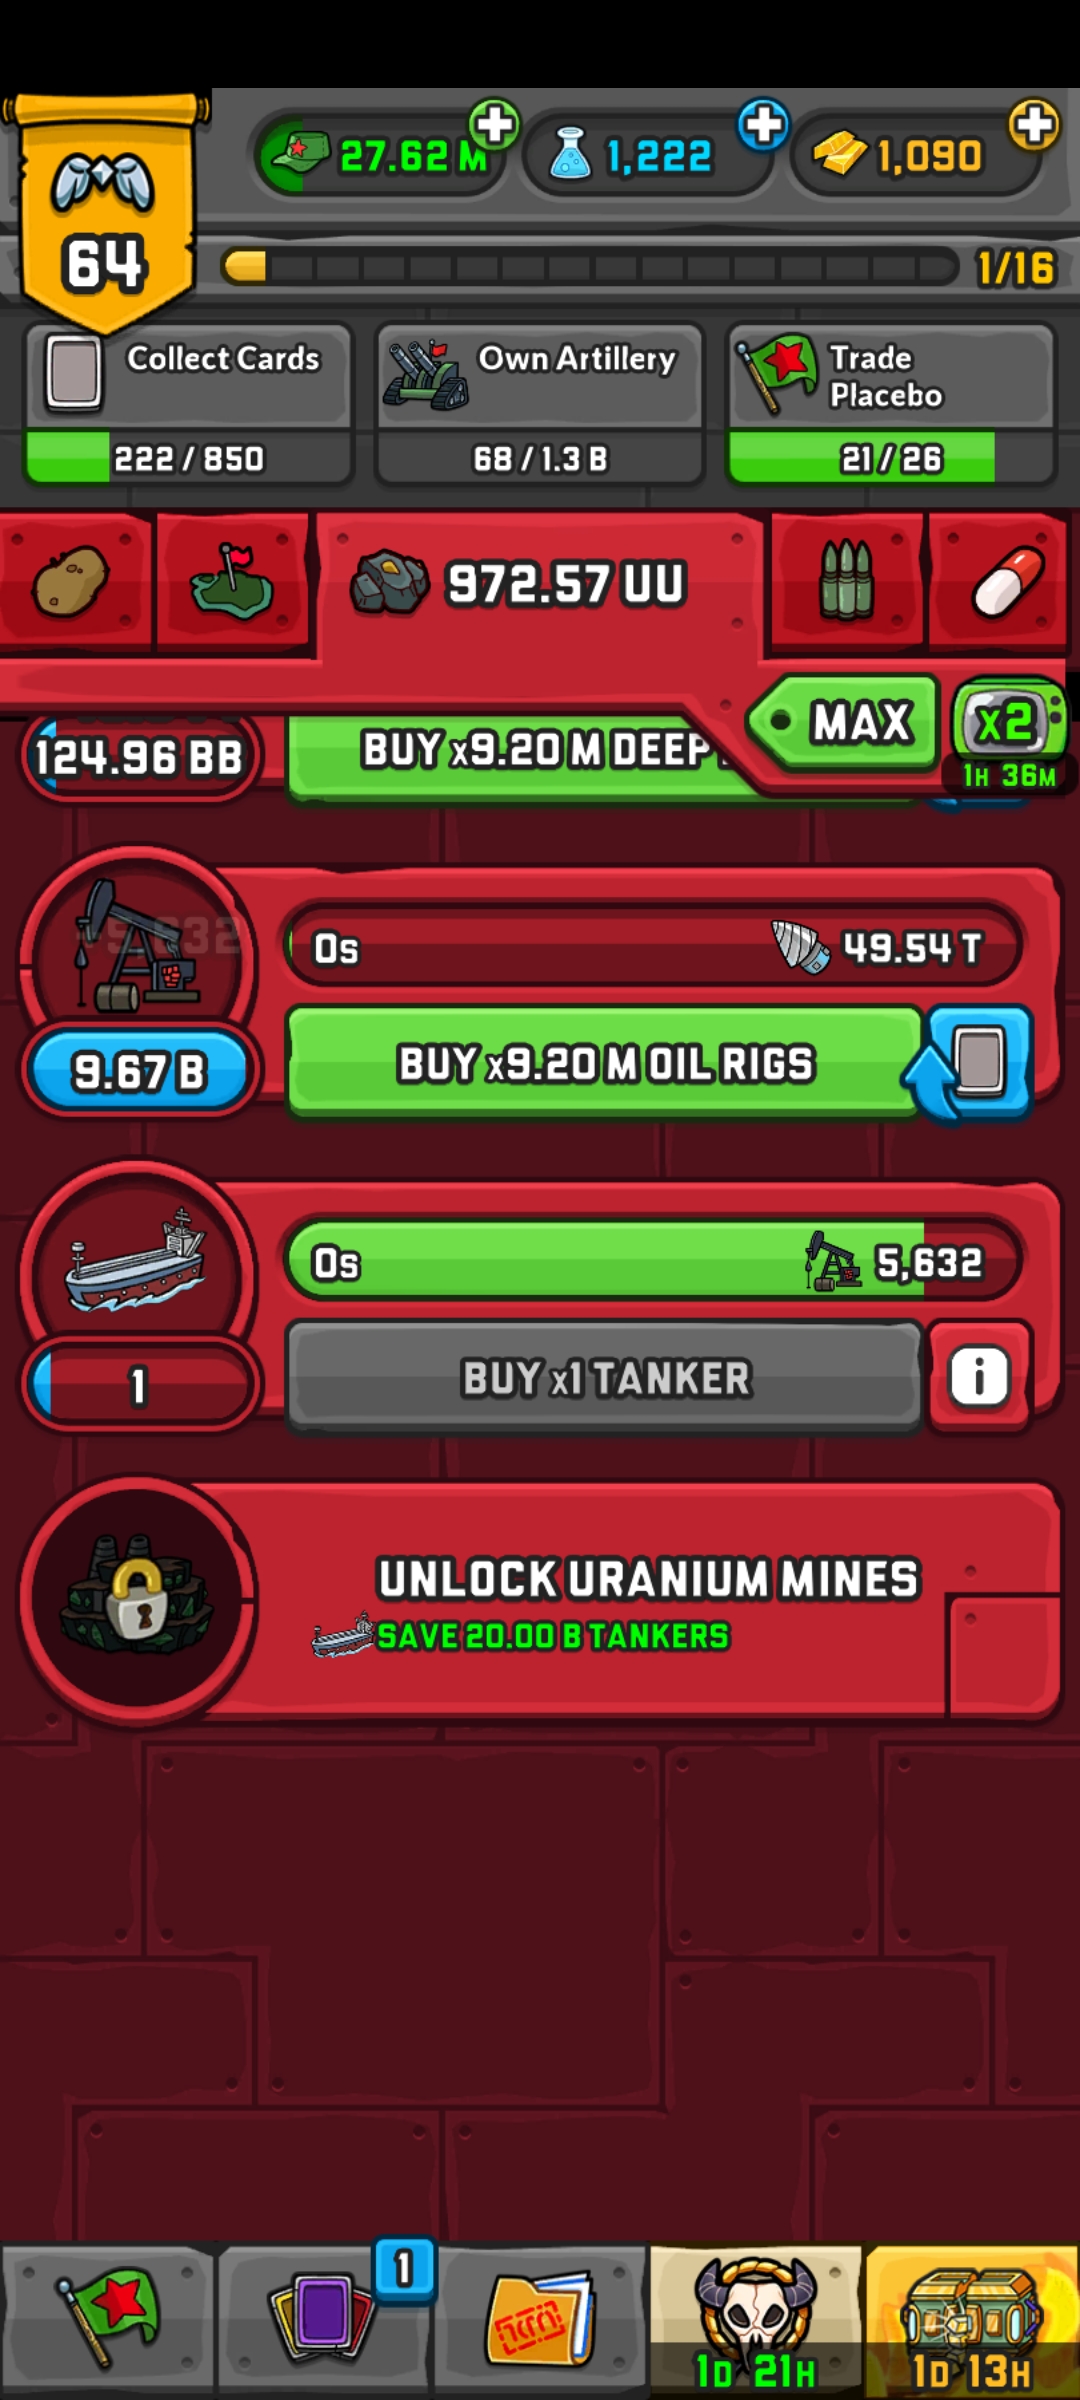 27.62 M
1,222
1,090
64
1/16
Collect Cards
222 / 850
Own Artillery
68 / 1.3 B
Trade
Placebo
21 / 26
972.57 UU
MAX
x2
1H 36M
124.96 BB
BUY x9.20 M DEEP
0s
49.54 T
9.67 B
BUY x9.20 M OIL RIGS
0s
5,632
1
BUY x1 TANKER
i
UNLOCK URANIUM MINES
SAVE 20.00 B TANKERS
1
1D 21H
1D 13H